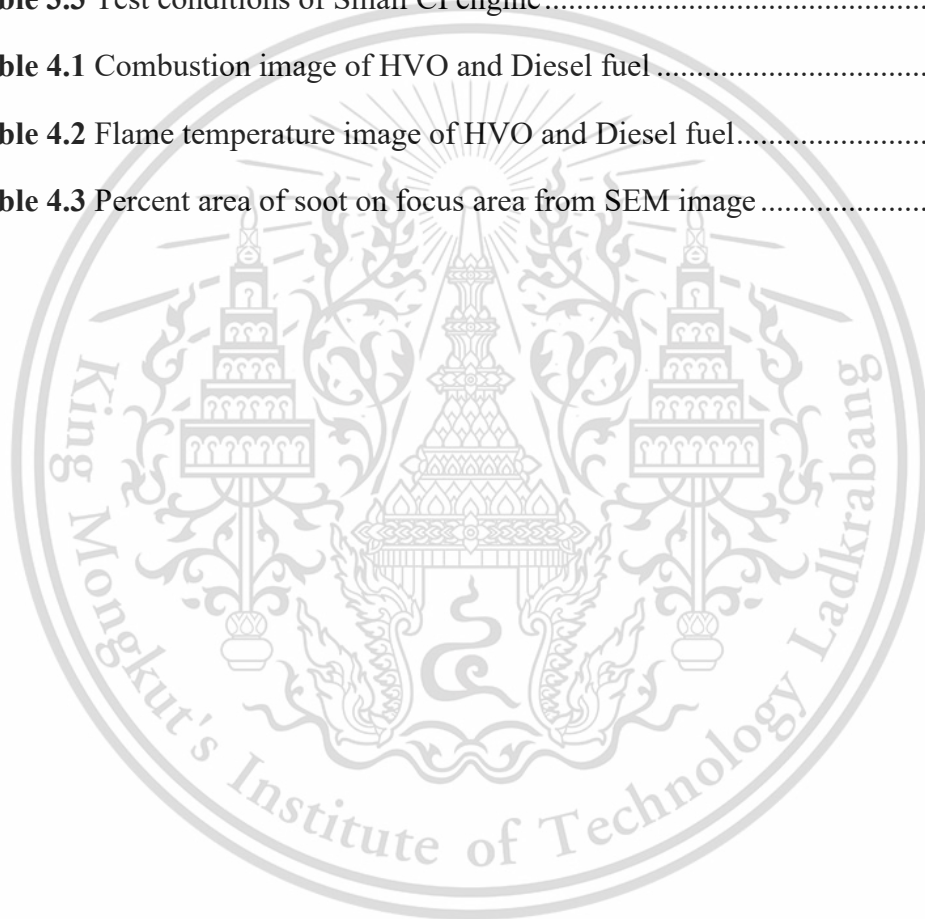 ble 3.3 Test conditions of Small CI engine....................................................
ble 4.1 Combustion image of HVO and Diesel fuel....................................
ble 4.2 Flame temperature image of HVO and Diesel fuel.........................
ble 4.3 Percent area of soot on focus area from SEM image......................
King Mongkut's Institute of Technology Ladkrabang